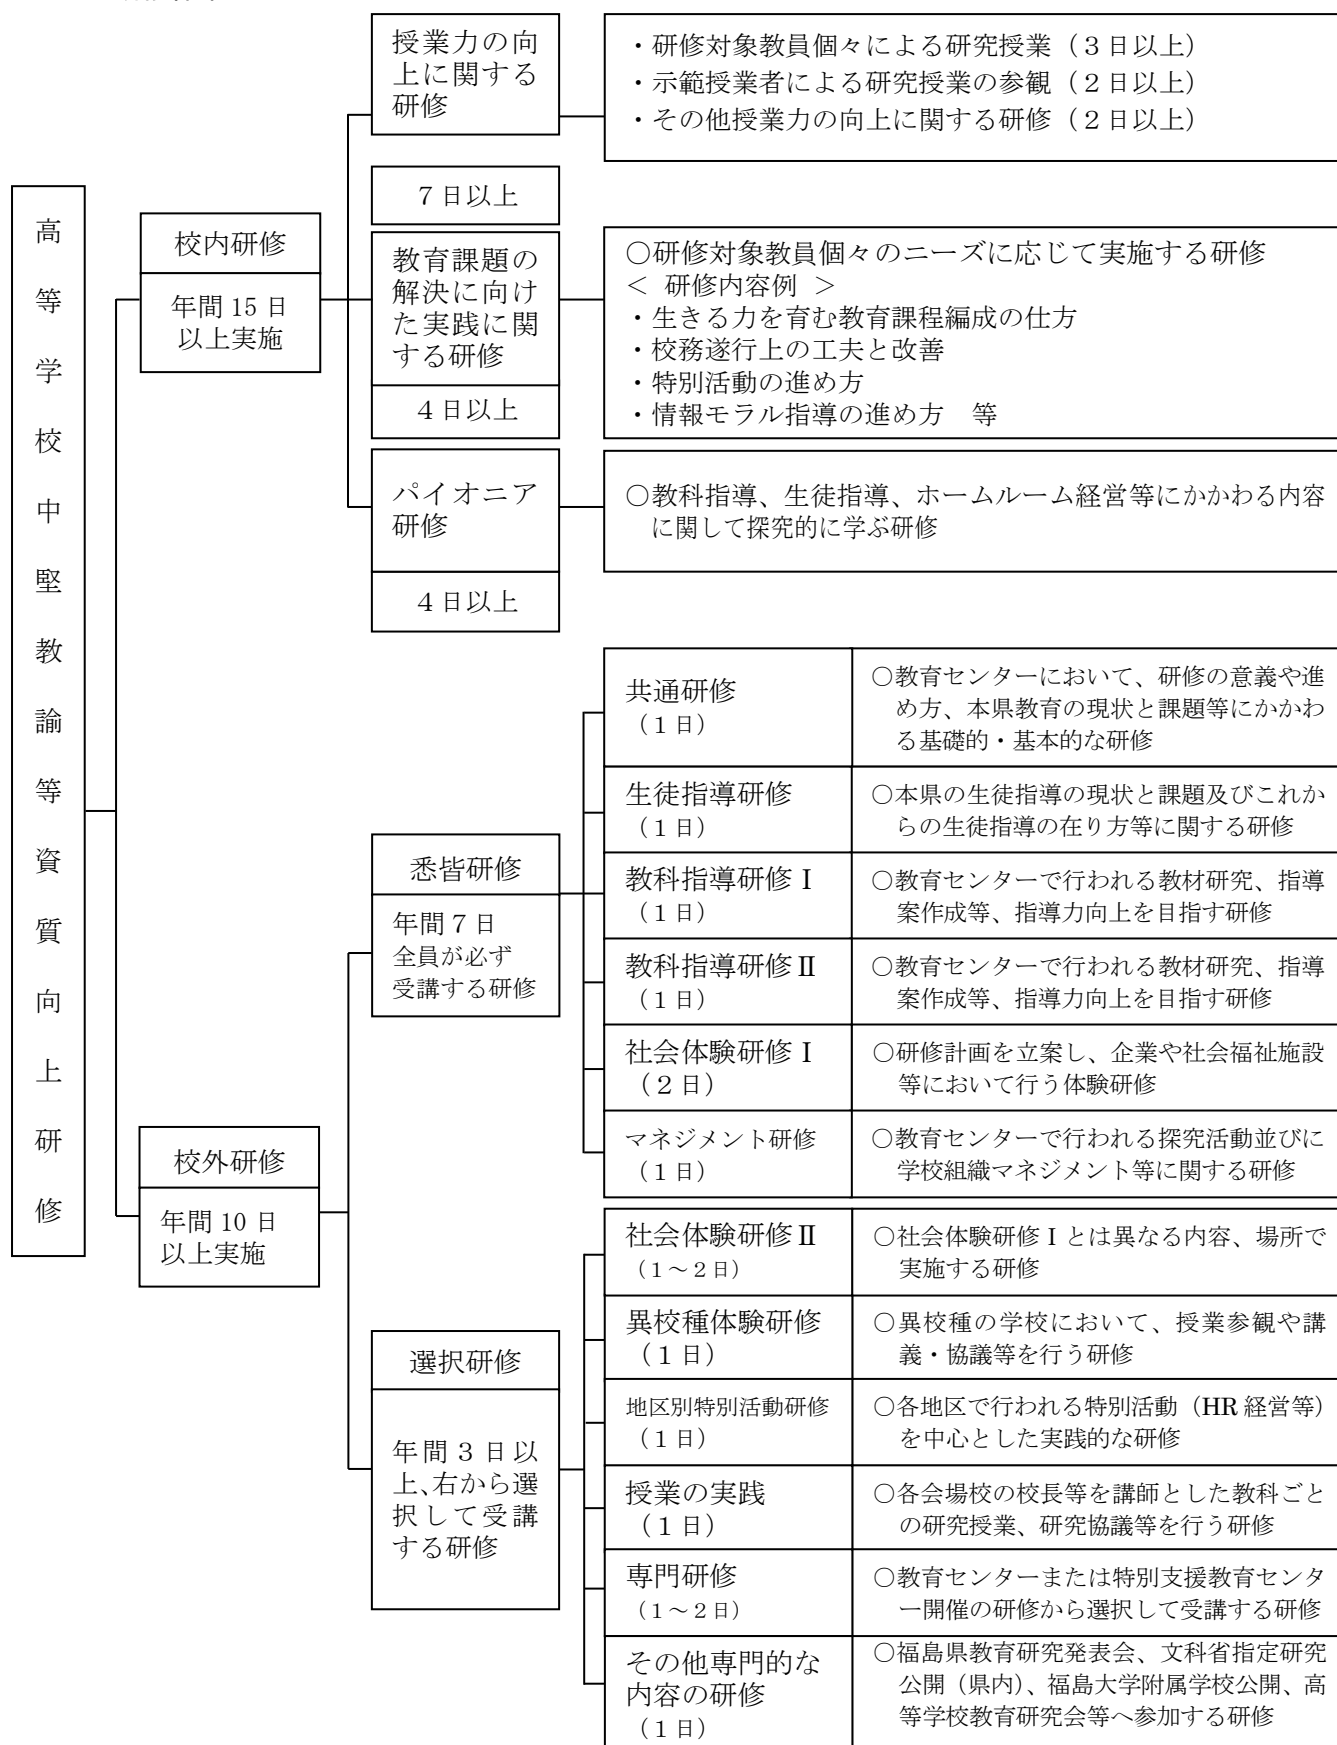 高等学校中堅教諭等資質向上研修
校内研修
年間 15 日
以上実施
授業力の向
上に関する
研修
７日以上
・研修対象教員個々による研究授業（３日以上）
・示範授業者による研究授業の参観（２日以上）
・その他授業力の向上に関する研修（２日以上）
教育課題の
解決に向け
た実践に関
する研修
４日以上
○研修対象教員個々のニーズに応じて実施する研修
＜ 研修内容例 ＞
・生きる力を育む教育課程編成の仕方
・校務遂行上の工夫と改善
・特別活動の進め方
・情報モラル指導の進め方　等
パイオニア
研修
４日以上
○教科指導、生徒指導、ホームルーム経営等にかかわる内容
に関して探究的に学ぶ研修
校外研修
年間 10 日
以上実施
悉皆研修
年間７日
全員が必ず
受講する研修
共通研修
（１日）
○教育センターにおいて、研修の意義や進
め方、本県教育の現状と課題等にかかわ
る基礎的・基本的な研修
生徒指導研修
（１日）
○本県の生徒指導の現状と課題及びこれか
らの生徒指導の在り方等に関する研修
教科指導研修Ⅰ
（１日）
○教育センターで行われる教材研究、指導
案作成等、指導力向上を目指す研修
教科指導研修Ⅱ
（１日）
○教育センターで行われる教材研究、指導
案作成等、指導力向上を目指す研修
社会体験研修Ⅰ
（２日）
○研修計画を立案し、企業や社会福祉施設
等において行う体験研修
マネジメント研修
（１日）
○教育センターで行われる探究活動並びに
学校組織マネジメント等に関する研修
選択研修
年間３日以
上、右から選
択して受講
する研修
社会体験研修Ⅱ
（１～２日）
○社会体験研修Ⅰとは異なる内容、場所で
実施する研修
異校種体験研修
（１日）
○異校種の学校において、授業参観や講
義・協議等を行う研修
地区別特別活動研修
（１日）
○各地区で行われる特別活動（HR 経営等）
を中心とした実践的な研修
授業の実践
（１日）
○各会場校の校長等を講師とした教科ごと
の研究授業、研究協議等を行う研修
専門研修
（１～２日）
○教育センターまたは特別支援教育センタ
ー開催の研修から選択して受講する研修
その他専門的な
内容の研修
（１日）
○福島県教育研究発表会、文科省指定研究
公開（県内）、福島大学附属学校公開、高
等学校教育研究会等へ参加する研修